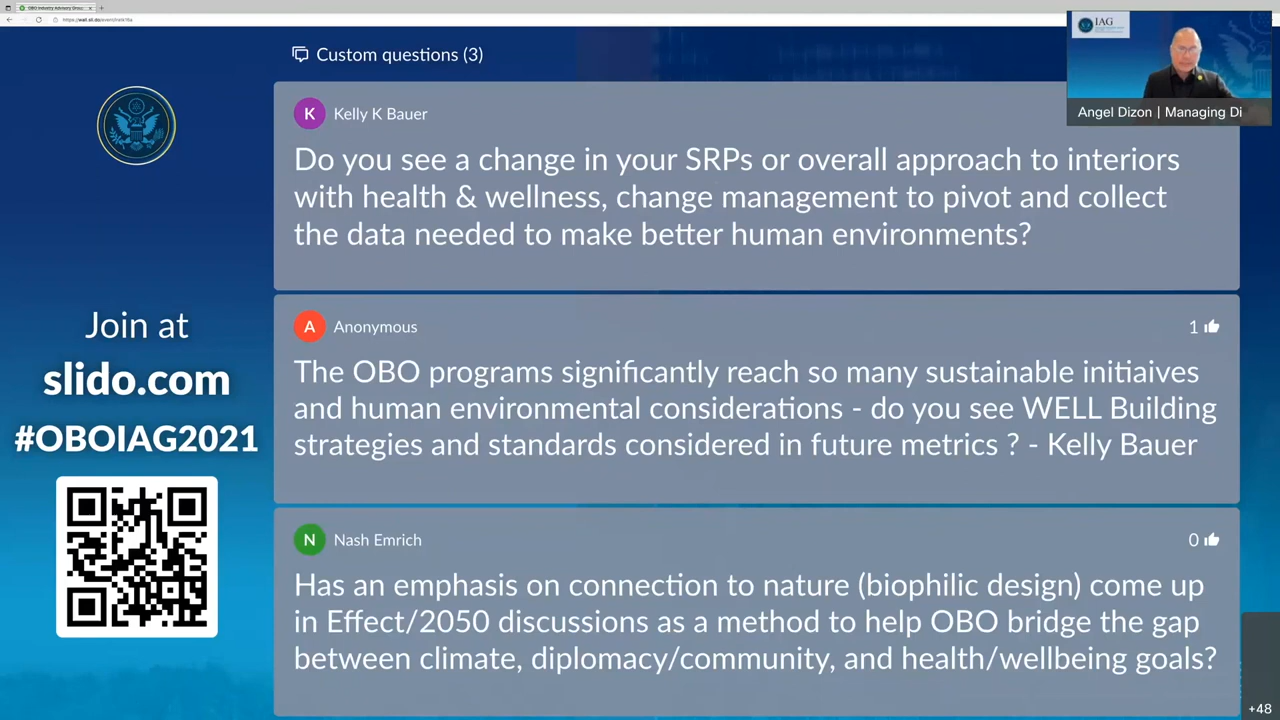 OBO Industry Advisory Group
Custom questions (3)
IAG
Angel Dizon | Managing Di
K
Kelly K Bauer
Do you see a change in your SRPs or overall approach to interiors
with health & wellness, change management to pivot and collect
the data needed to make better human environments?
Join at
slido.com
#OBOIAG2021
A
Anonymous
1
The OBO programs significantly reach so many sustainable initiaives
and human environmental considerations - do you see WELL Building
strategies and standards considered in future metrics ? - Kelly Bauer
N
Nash Emrich
0
Has an emphasis on connection to nature (biophilic design) come up
in Effect/2050 discussions as a method to help OBO bridge the gap
between climate, diplomacy/community, and health/wellbeing goals?
+48